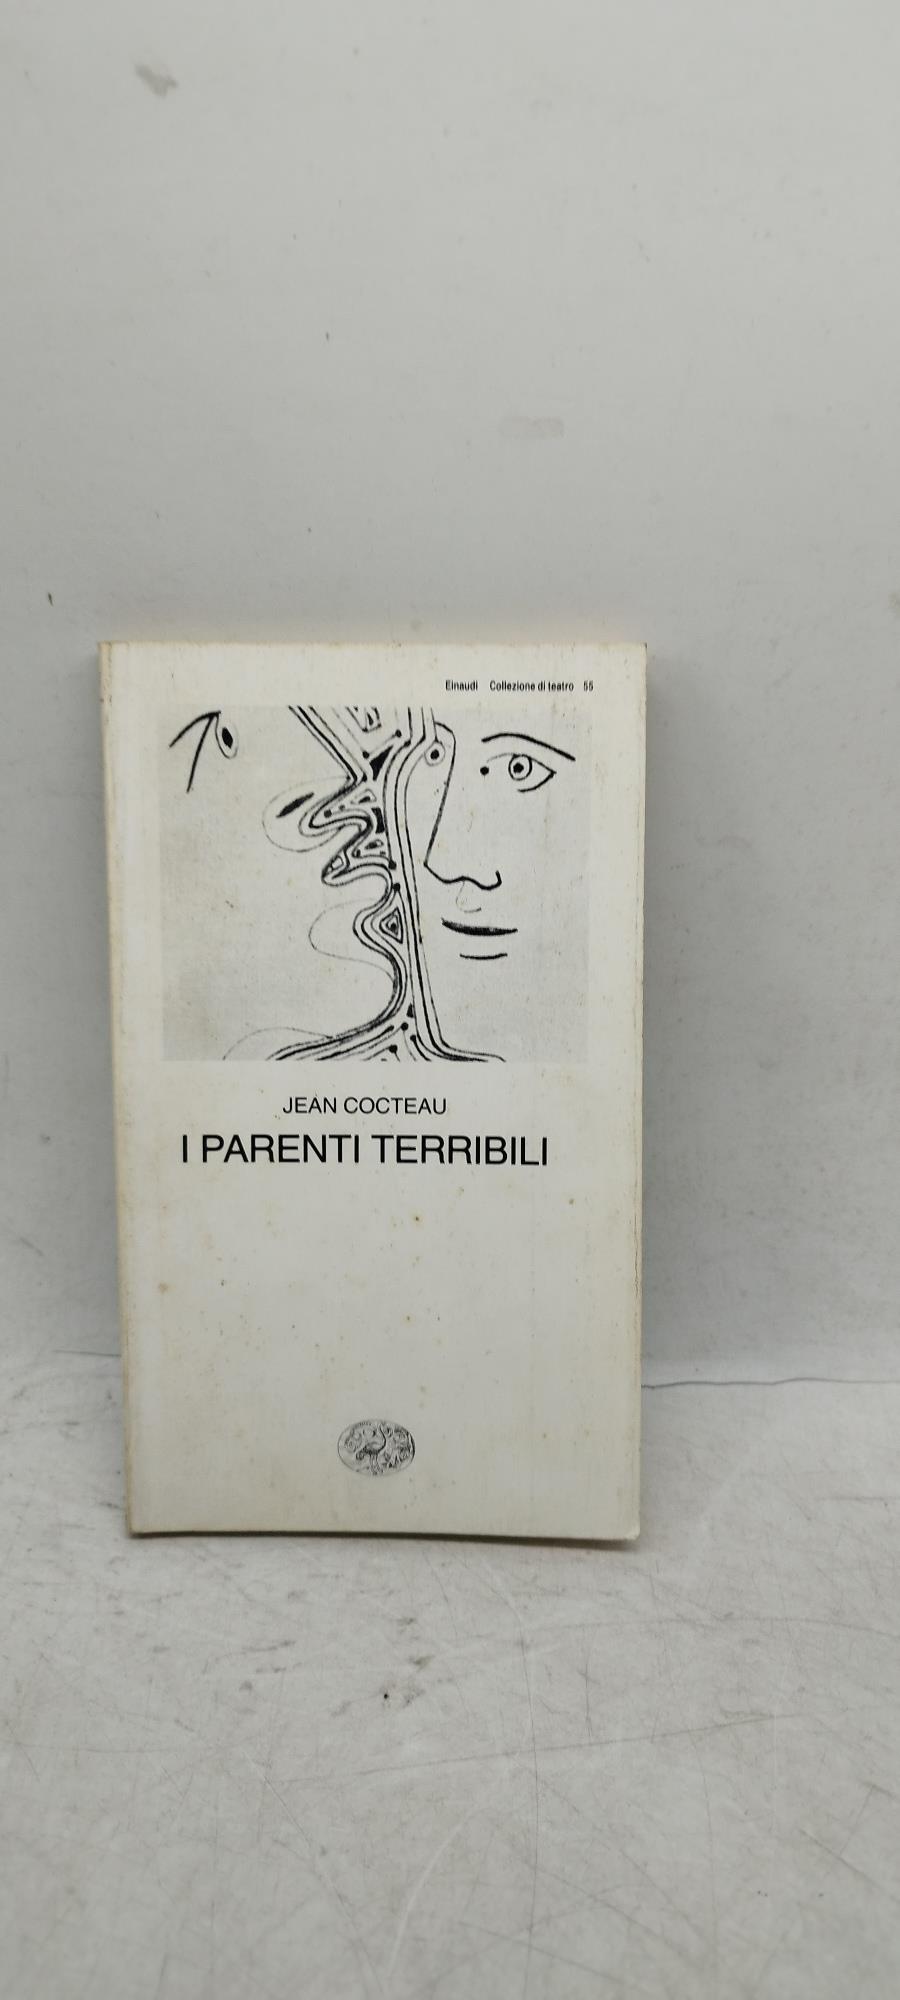 Einaudi Collezione di teatro 55
JEAN COCTEAU
I PARENTI TERRIBILI